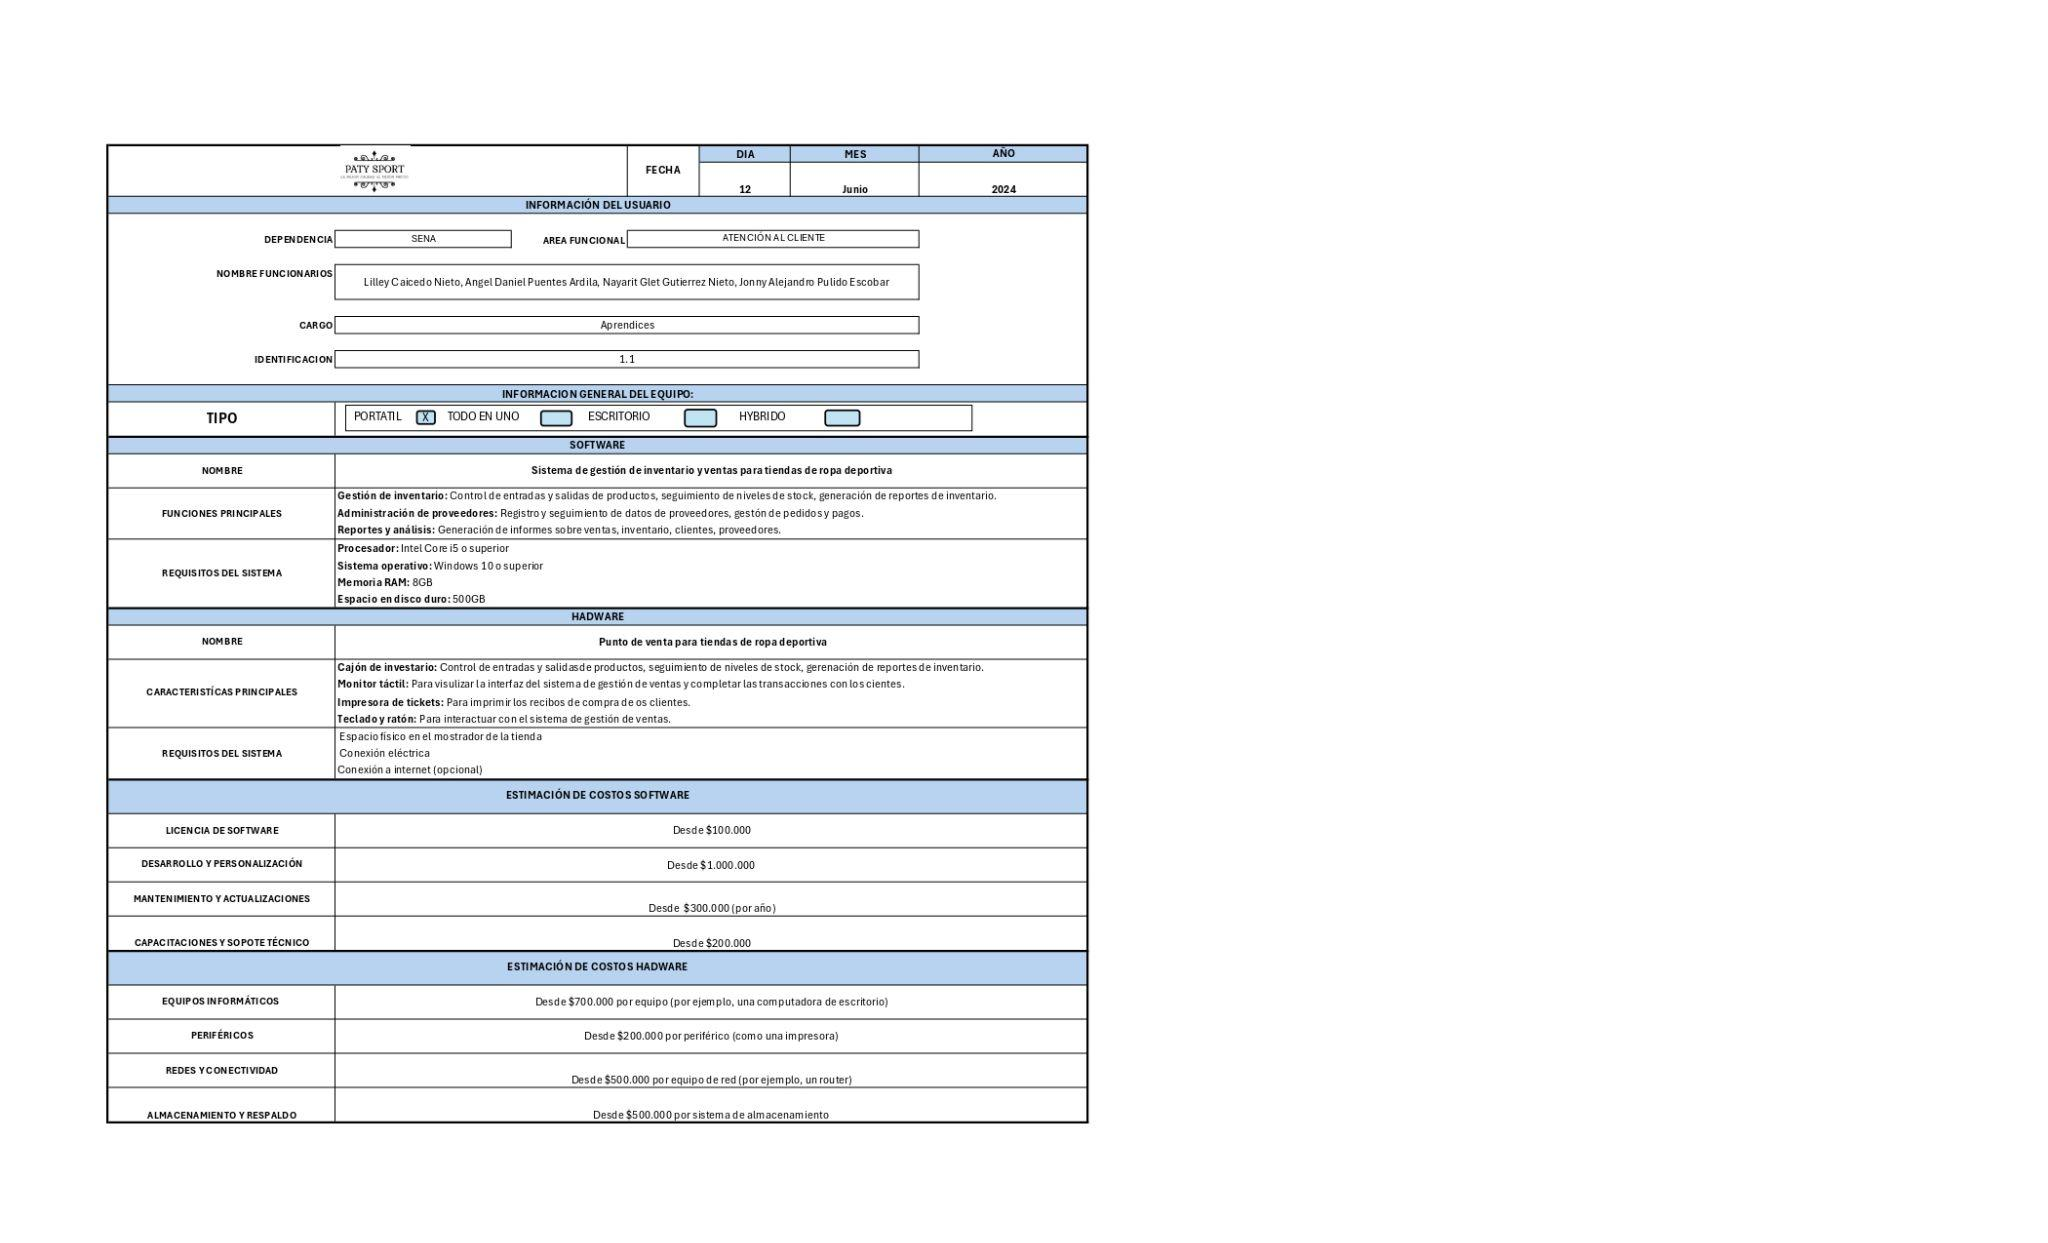 PATY SPORT
FECHA
DIA MES AÑO
12 Junio 2024
INFORMACIÓN DEL USUARIO
DEPENDENCIA SENA AREA FUNCIONAL ATENCIÓN AL CLIENTE
NOMBRE FUNCIONARIOS
Lilley Caicedo Nieto, Angel Daniel Puentes Ardila, Nayarit Glet Gutierrez Nieto, Jonny Alejandro Pulido Escobar
CARGO Aprendices
IDENTIFICACION 1.1
INFORMACION GENERAL DEL EQUIPO:
TIPO PORTATIL X TODO EN UNO ESCRITORIO HYBRIDO
SOFTWARE
NOMBRE Sistema de gestión de inventario y ventas para tiendas de ropa deportiva
FUNCIONES PRINCIPALES
Gestión de inventario: Control de entradas y salidas de productos, seguimiento de niveles de stock, generación de reportes de inventario.
Administración de proveedores: Registro y seguimiento de datos de proveedores, gestón de pedidos y pagos.
Reportes y análisis: Generación de informes sobre ventas, inventario, clientes, proveedores.
REQUISITOS DEL SISTEMA
Procesador: Intel Core i5 o superior
Sistema operativo: Windows 10 o superior
Memoria RAM: 8GB
Espacio en disco duro: 500GB
HADWARE
NOMBRE Punto de venta para tiendas de ropa deportiva
CARACTERISTÍCAS PRINCIPALES
Cajón de investario: Control de entradas y salidas de productos, seguimiento de niveles de stock, gerenación de reportes de inventario.
Monitor táctil: Para visulizar la interfaz del sistema de gestión de ventas y completar las transacciones con los cientes.
Impresora de tickets: Para imprimir los recibos de compra de os clientes.
Teclado y ratón: Para interactuar con el sistema de gestión de ventas.
REQUISITOS DEL SISTEMA
Espacio físico en el mostrador de la tienda
Conexión eléctrica
Conexión a internet (opcional)
ESTIMACIÓN DE COSTOS SOFTWARE
LICENCIA DE SOFTWARE Desde $100.000
DESARROLLO Y PERSONALIZACIÓN Desde $1.000.000
MANTENIMIENTO Y ACTUALIZACIONES Desde $300.000 (por año)
CAPACITACIONES Y SOPOTE TÉCNICO Desde $200.000
ESTIMACIÓN DE COSTOS HADWARE
EQUIPOS INFORMÁTICOS Desde $700.000 por equipo (por ejemplo, una computadora de escritorio)
PERIFÉRICOS Desde $200.000 por periférico (como una impresora)
REDES Y CONECTIVIDAD Desde $500.000 por equipo de red (por ejemplo, un router)
ALMACENAMIENTO Y RESPALDO Desde $500.000 por sistema de almacenamiento